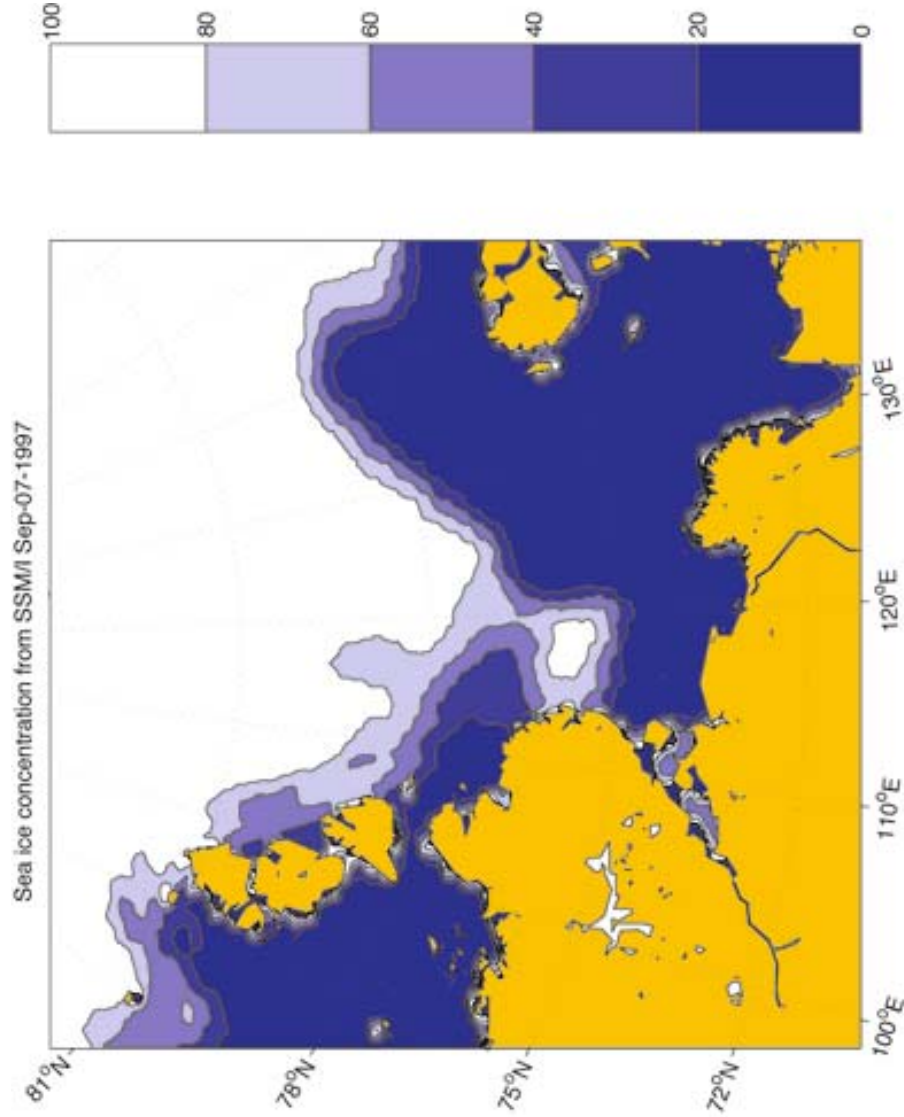 Sea ice concentration from SSM/I Sep-07-1997
81°N
78°N
75°N
72°N
100°E
110°E
120°E
130°E
100
80
60
40
20
0